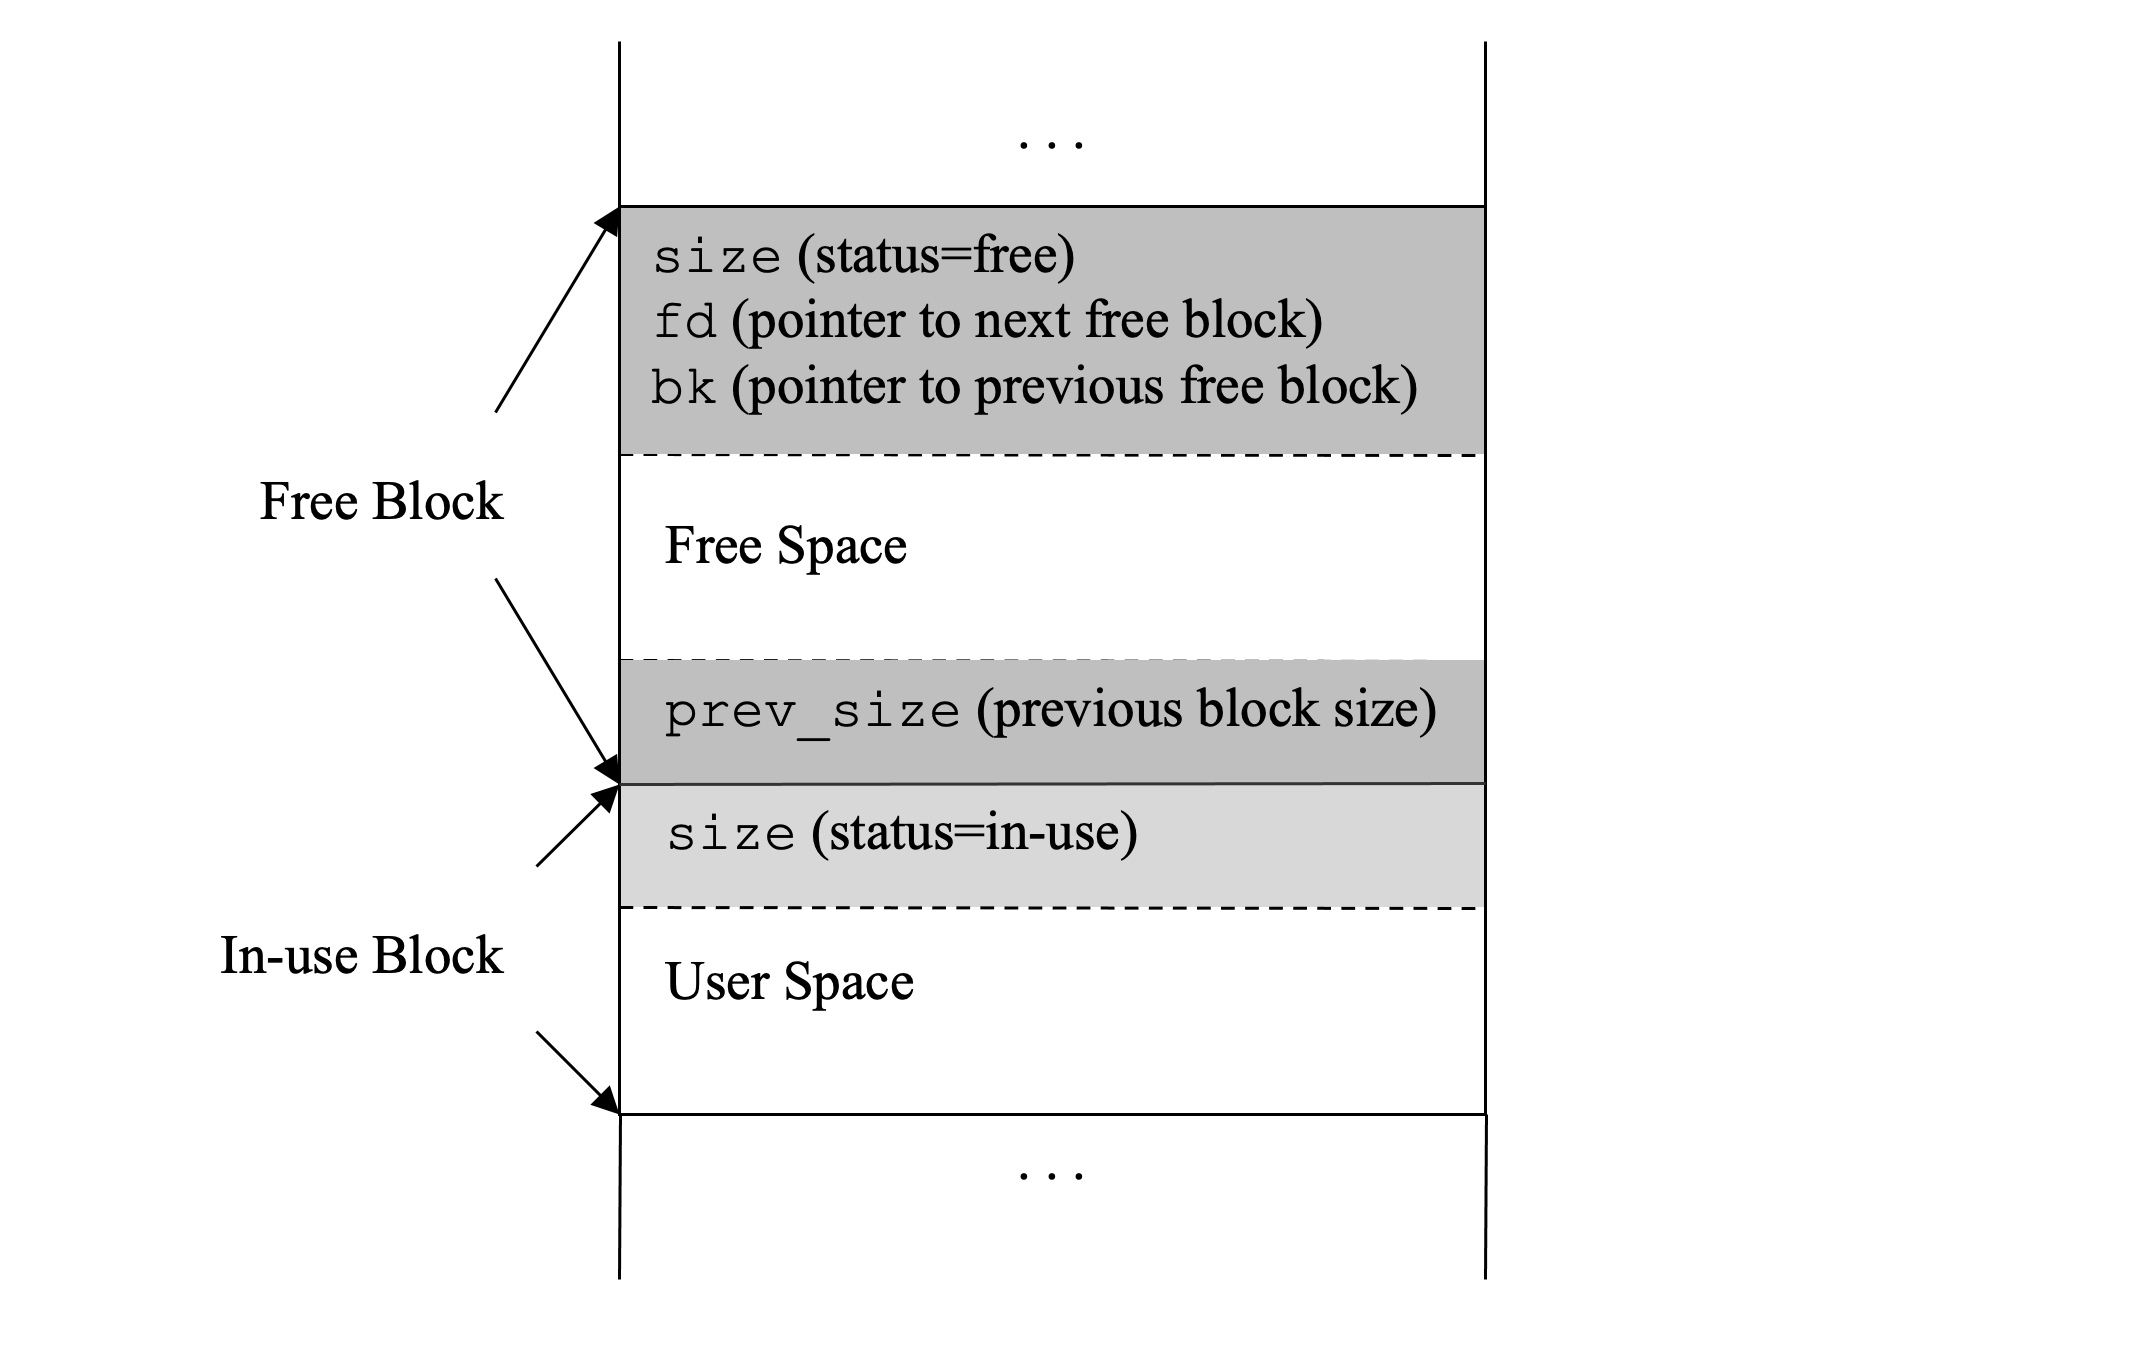 . . .
size (status=free)
fd (pointer to next free block)
bk (pointer to previous free block)
Free Block
Free Space
prev_size (previous block size)
size (status=in-use)
In-use Block
User Space
. . .